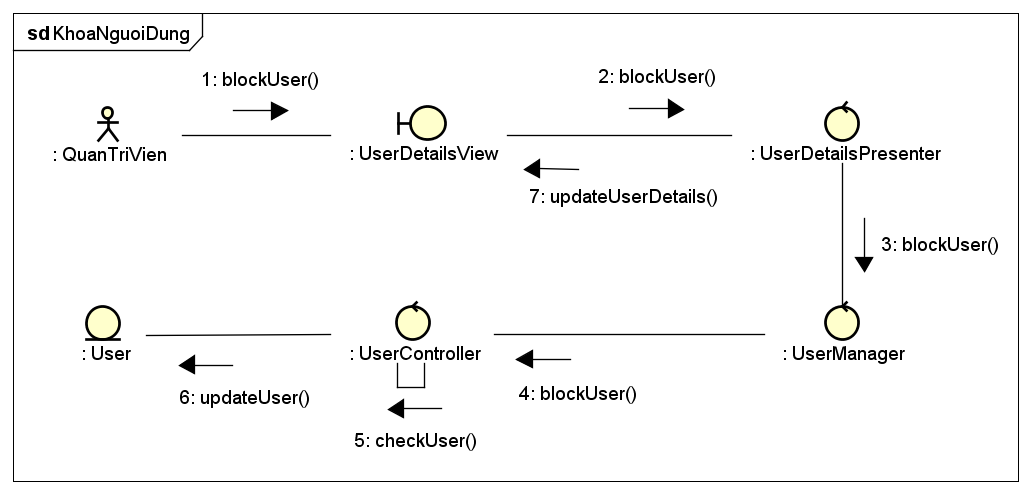 sd KhoaNguoiDung
1: blockUser()
2: blockUser()
: QuanTriVien
: UserDetailsView
: UserDetailsPresenter
7: updateUserDetails()
3: blockUser()
: User
: UserController
: UserManager
6: updateUser()
4: blockUser()
5: checkUser()